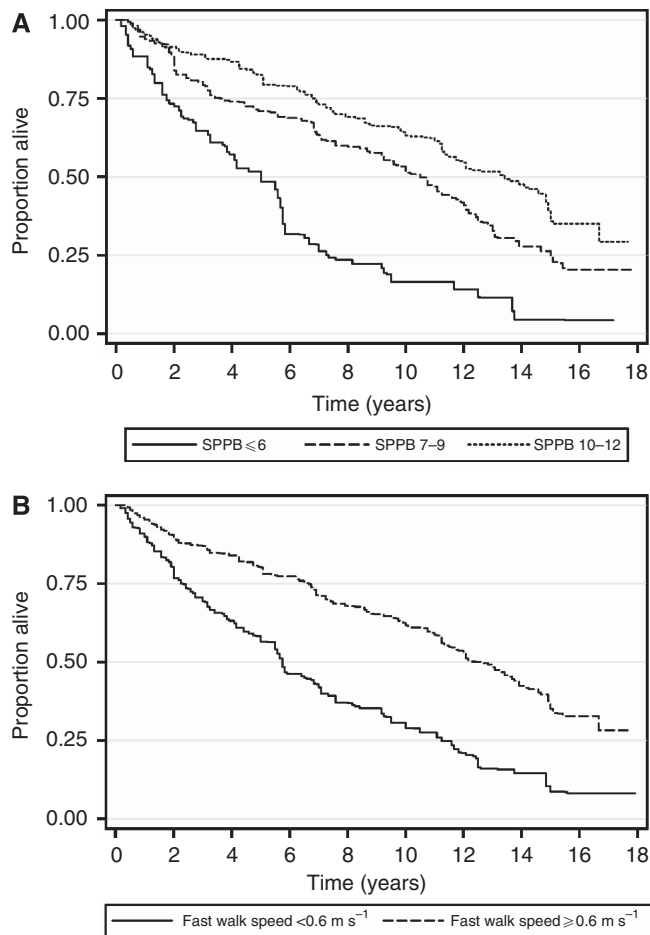 A
1.00
0.75
0.50
0.25
0.00
Proportion alive
0 2 4 6 8 10 12 14 16 18
Time (years)
SPPB ⩽6 SPPB 7–9 SPPB 10–12
B
1.00
0.75
0.50
0.25
0.00
Proportion alive
0 2 4 6 8 10 12 14 16 18
Time (years)
Fast walk speed <0.6 m s⁻¹ Fast walk speed ⩾0.6 m s⁻¹